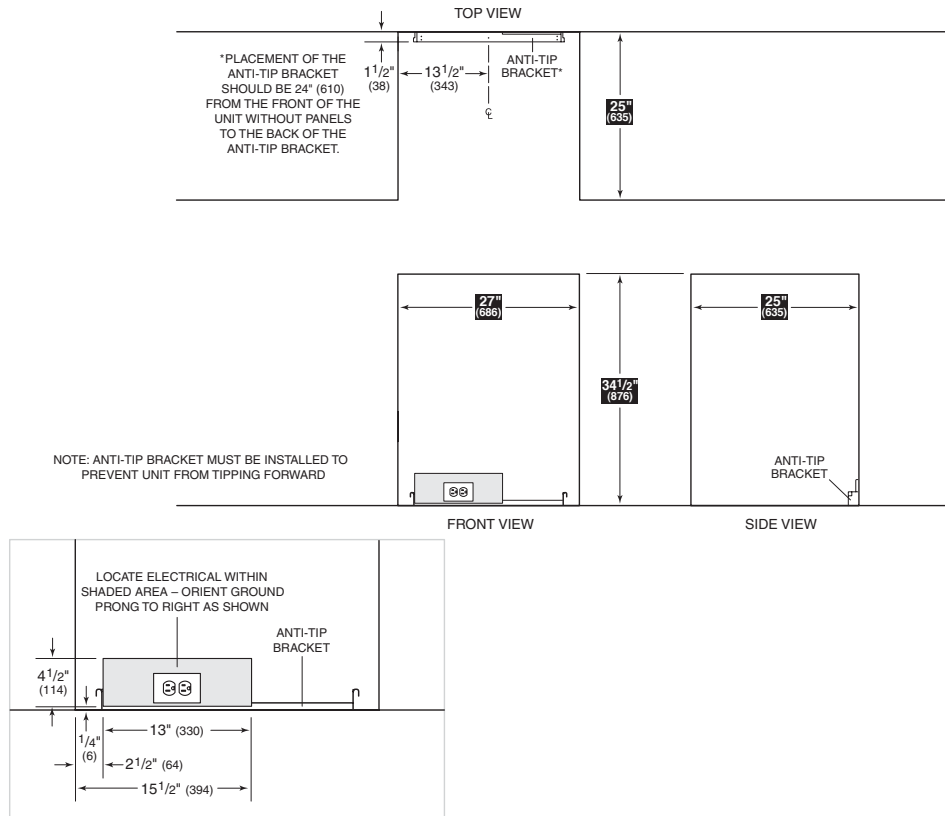 TOP VIEW
*PLACEMENT OF THE
ANTI-TIP BRACKET
SHOULD BE 24" (610)
FROM THE FRONT OF THE
UNIT WITHOUT PANELS
TO THE BACK OF THE
ANTI-TIP BRACKET.
1 1/2"
(38)
13 1/2"
(343)
ANTI-TIP
BRACKET*
℄
25"
(635)
27"
(686)
34 1/2"
(876)
25"
(635)
NOTE: ANTI-TIP BRACKET MUST BE INSTALLED TO
PREVENT UNIT FROM TIPPING FORWARD
ANTI-TIP
BRACKET
FRONT VIEW
SIDE VIEW
LOCATE ELECTRICAL WITHIN
SHADED AREA – ORIENT GROUND
PRONG TO RIGHT AS SHOWN
ANTI-TIP
BRACKET
4 1/2"
(114)
1/4"
(6)
13" (330)
2 1/2" (64)
15 1/2" (394)